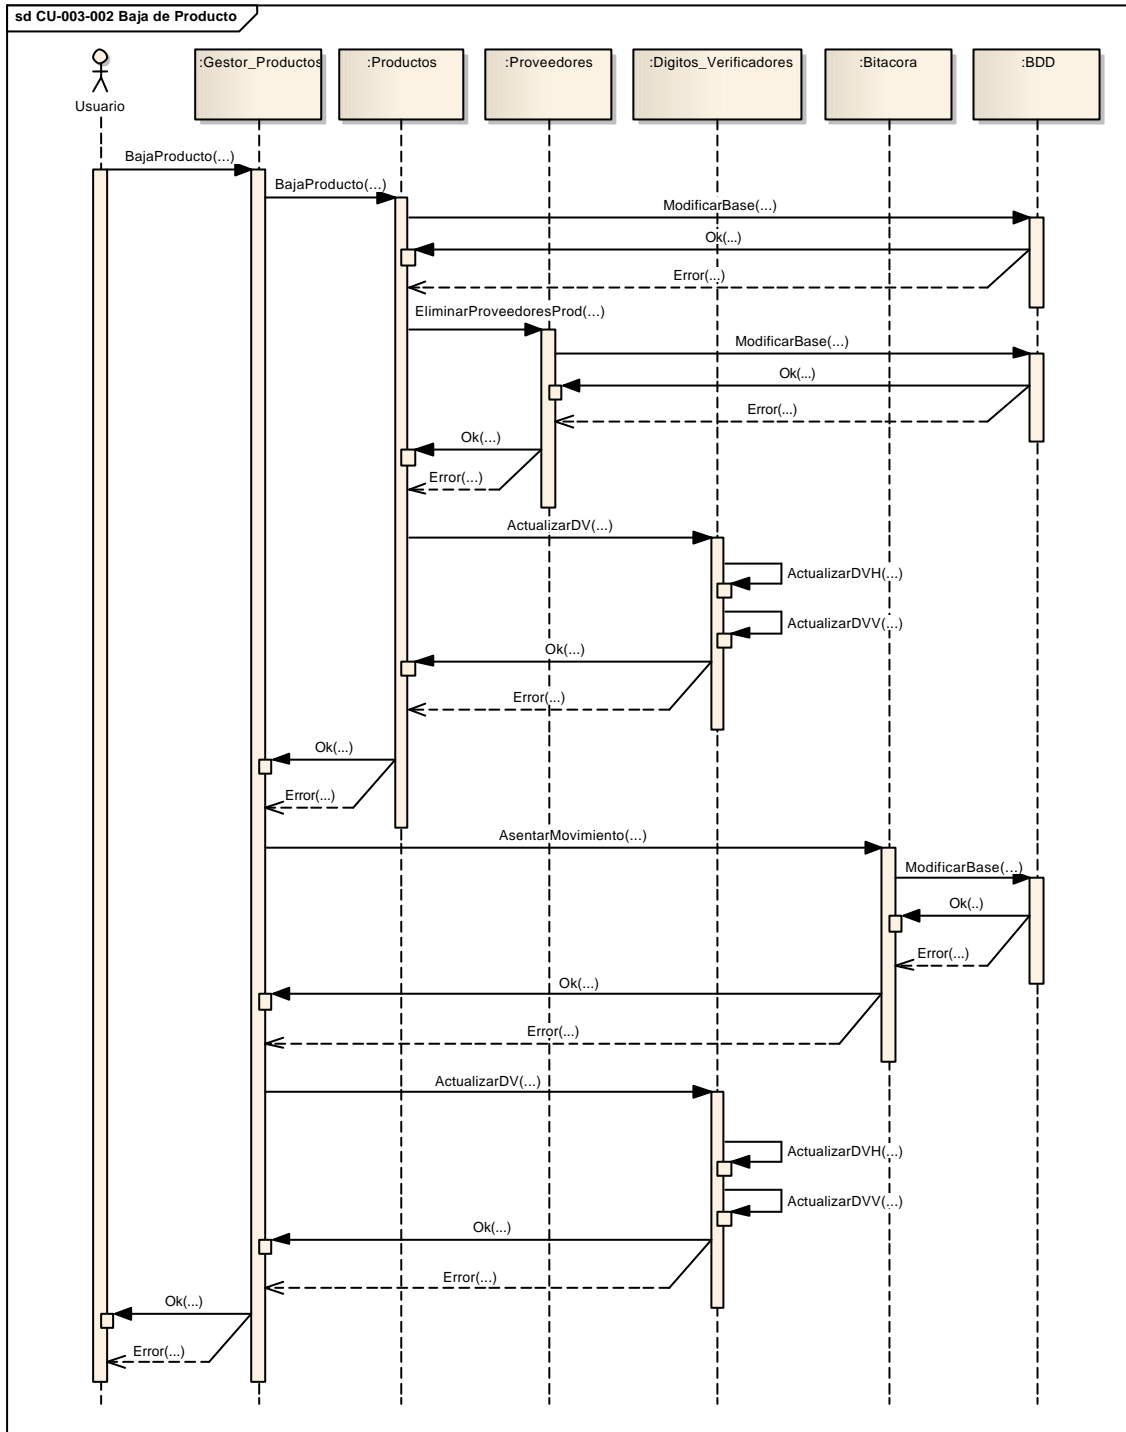 sd CU-003-002 Baja de Producto
Usuario
:Gestor_Productos
:Productos
:Proveedores
:Digitos_Verificadores
:Bitacora
:BDD
BajaProducto(...)
BajaProducto(...)
ModificarBase(...)
Ok(...)
Error(...)
EliminarProveedoresProd(...)
ModificarBase(...)
Ok(...)
Error(...)
Ok(...)
Error(...)
ActualizarDV(...)
ActualizarDVH(...)
ActualizarDVV(...)
Ok(...)
Error(...)
Ok(...)
Error(...)
AsentarMovimiento(...)
ModificarBase(...)
Ok(..)
Error(...)
Ok(...)
Error(...)
ActualizarDV(...)
ActualizarDVH(...)
ActualizarDVV(...)
Ok(...)
Error(...)
Ok(...)
Error(...)